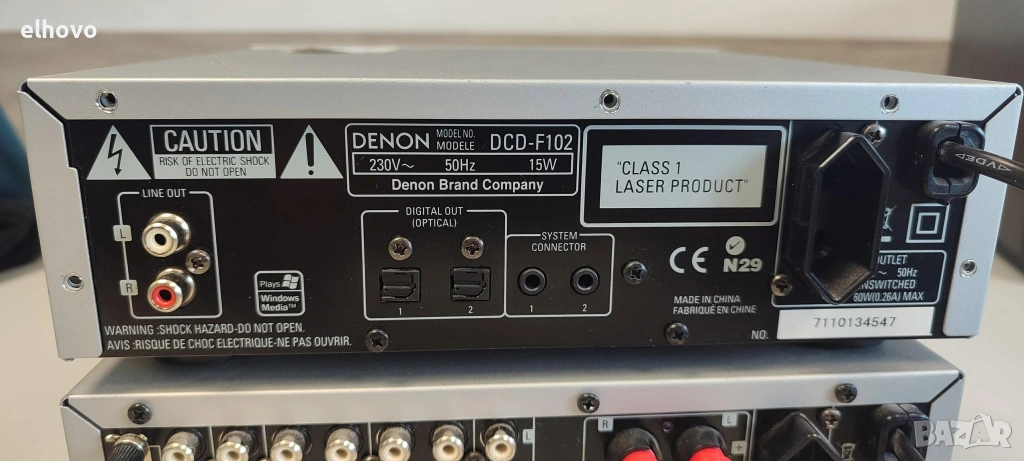 elhovo
CAUTION
RISK OF ELECTRIC SHOCK
DO NOT OPEN
DENON MODEL NO. DCD-F102
MODELE
230V～ 50Hz 15W
Denon Brand Company
"CLASS 1
LASER PRODUCT"
VDE
LINE OUT
L
R
DIGITAL OUT
(OPTICAL)
1 2
SYSTEM
CONNECTOR
1 2
Plays
Windows
Media™
CE N29
MADE IN CHINA
FABRIQUÉ EN CHINE
OUTLET
～ 50Hz
UNSWITCHED
60W(0.26A) MAX
NO. 7110134547
WARNING :SHOCK HAZARD-DO NOT OPEN.
AVIS :RISQUE DE CHOC ELECTRIQUE-NE PAS OUVRIR.
L
R L
+
BAZAR